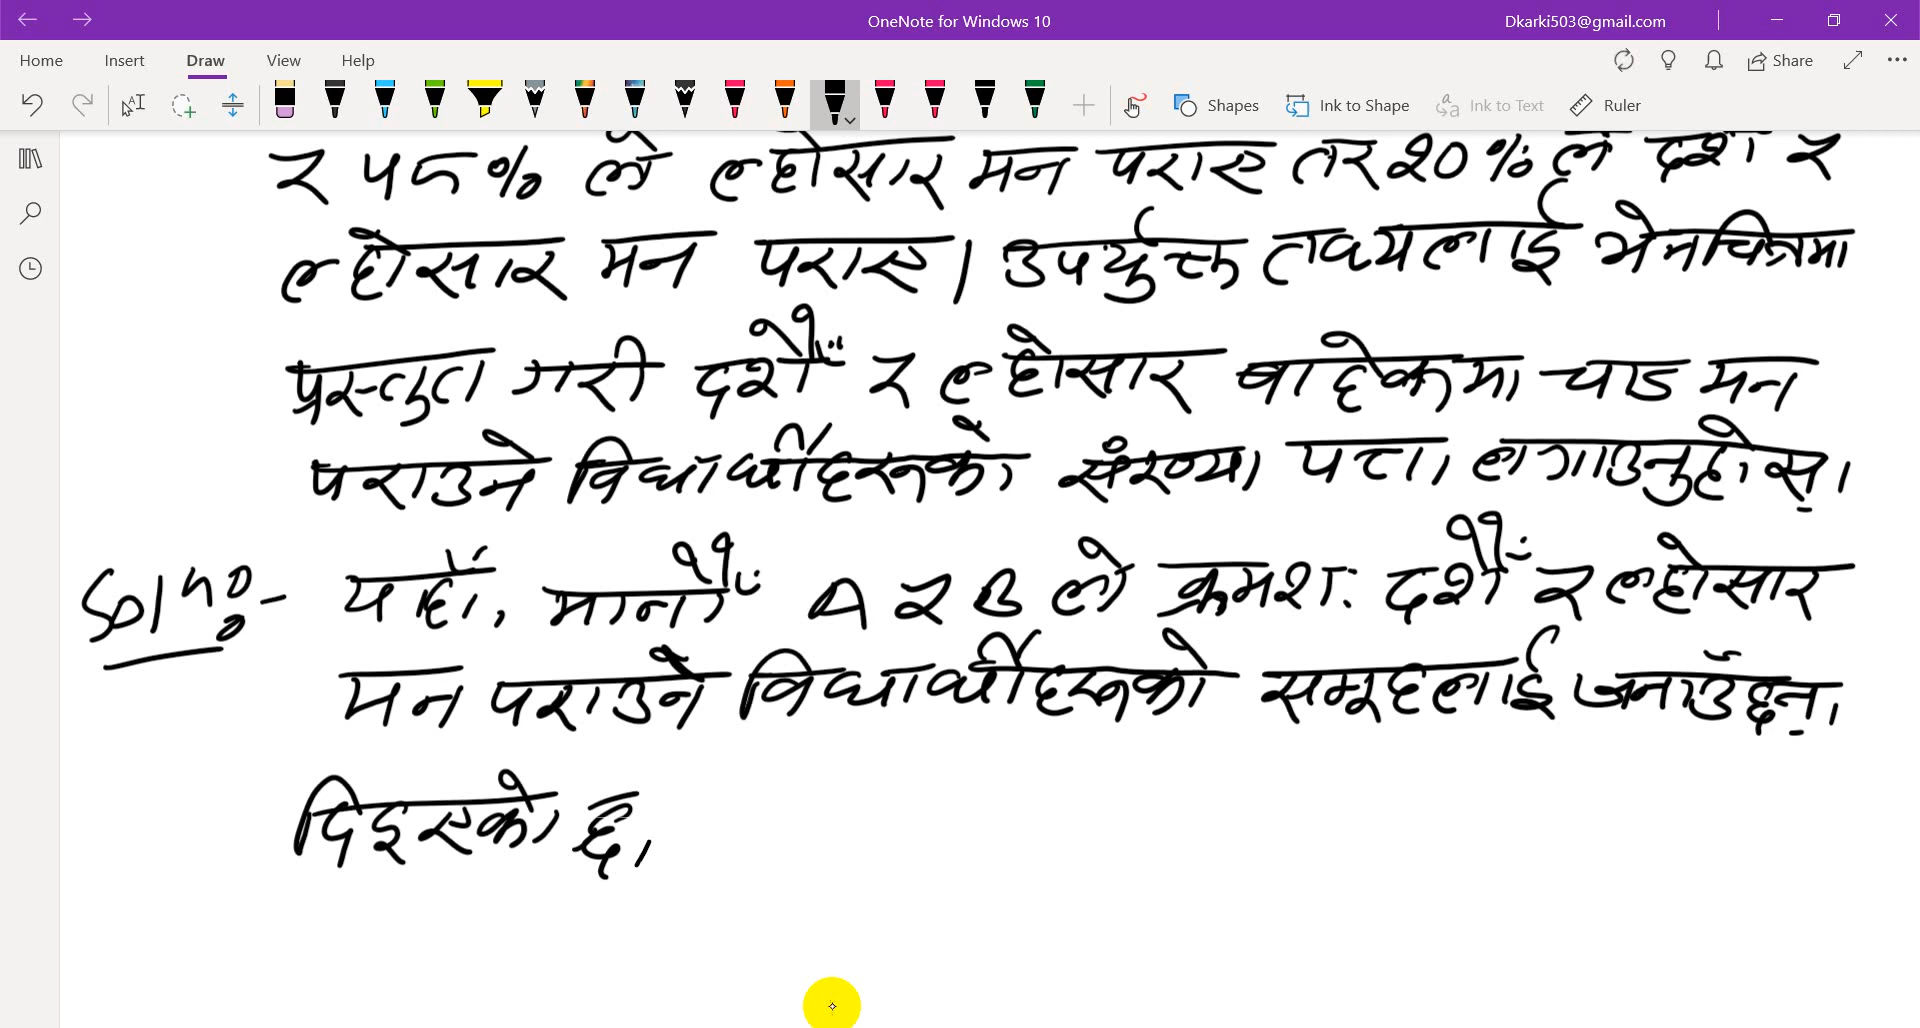 OneNote for Windows 10
Dkarki503@gmail.com
Home Insert Draw View Help
Share
Shapes Ink to Shape Ink to Text Ruler
र ५८% ले ल्होसार मन पराए तर २०% ले दशैं र
ल्होसार मन पराए। उपर्युक्त तथ्यलाई भेनचित्रमा
प्रस्तुत गरी दशैं र ल्होसार बाहेकमा चाड मन
पराउने विद्यार्थीहरूको संख्या पत्ता लगाउनुहोस्।
Solnº- यहाँ, मानौं A र B ले क्रमशः दशैं र ल्होसार
मन पराउने विद्यार्थीहरूको समूहलाई जनाउँछन्।
दिइएको छ,